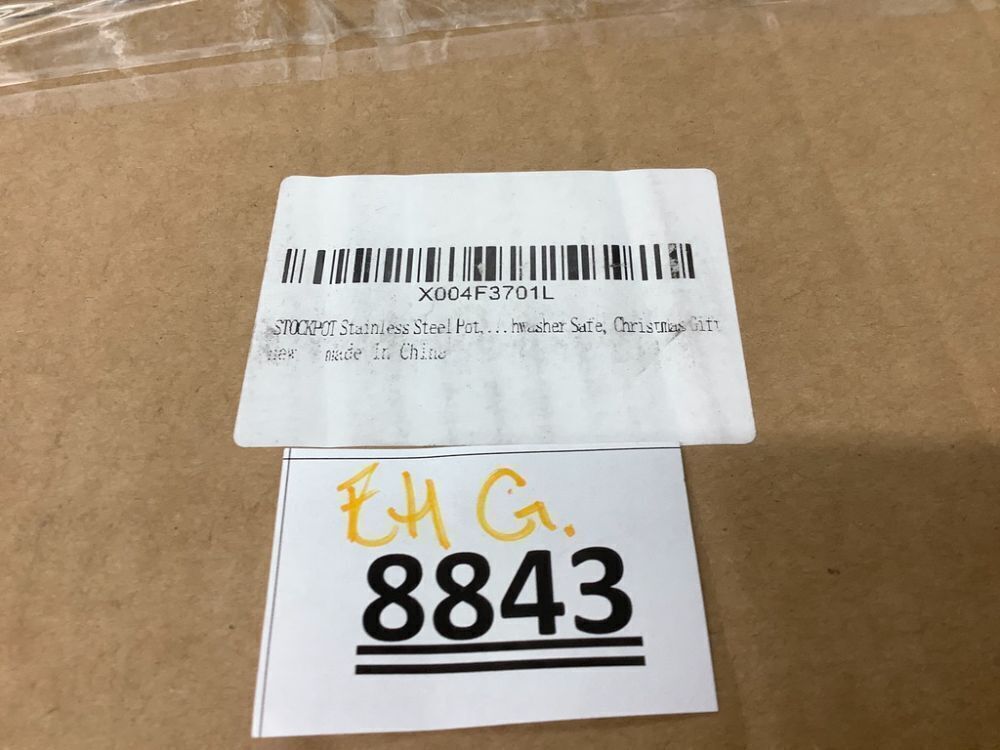 X004F3701L
STOCKPOT Stainless Steel Pot,...hwasher Safe, Christmas Gift
new made in China
EH G.
8843